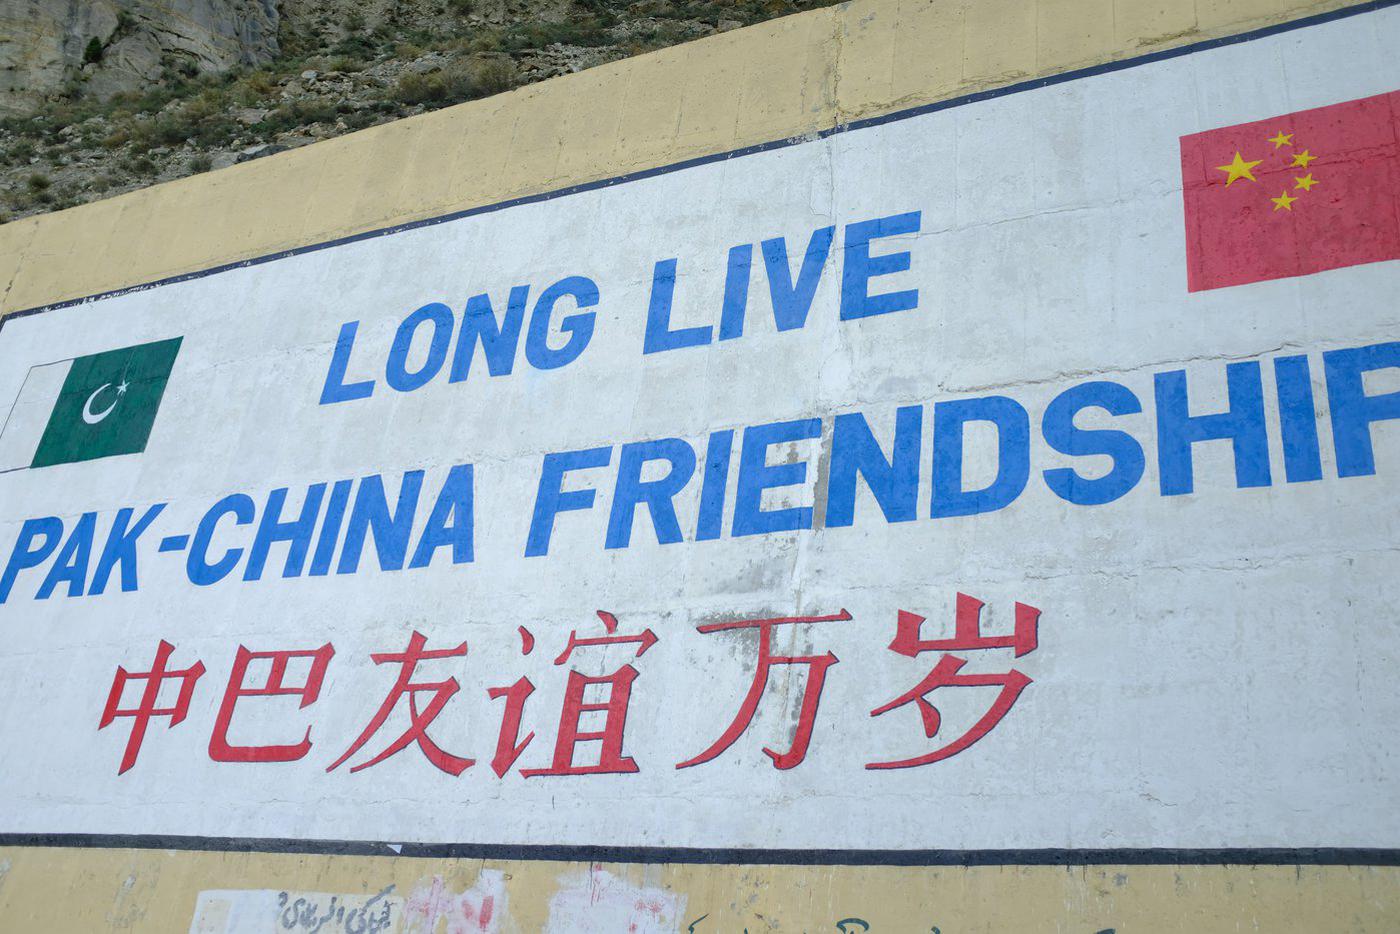 LONG LIVE
PAK-CHINA FRIENDSHIP
中巴友谊万岁